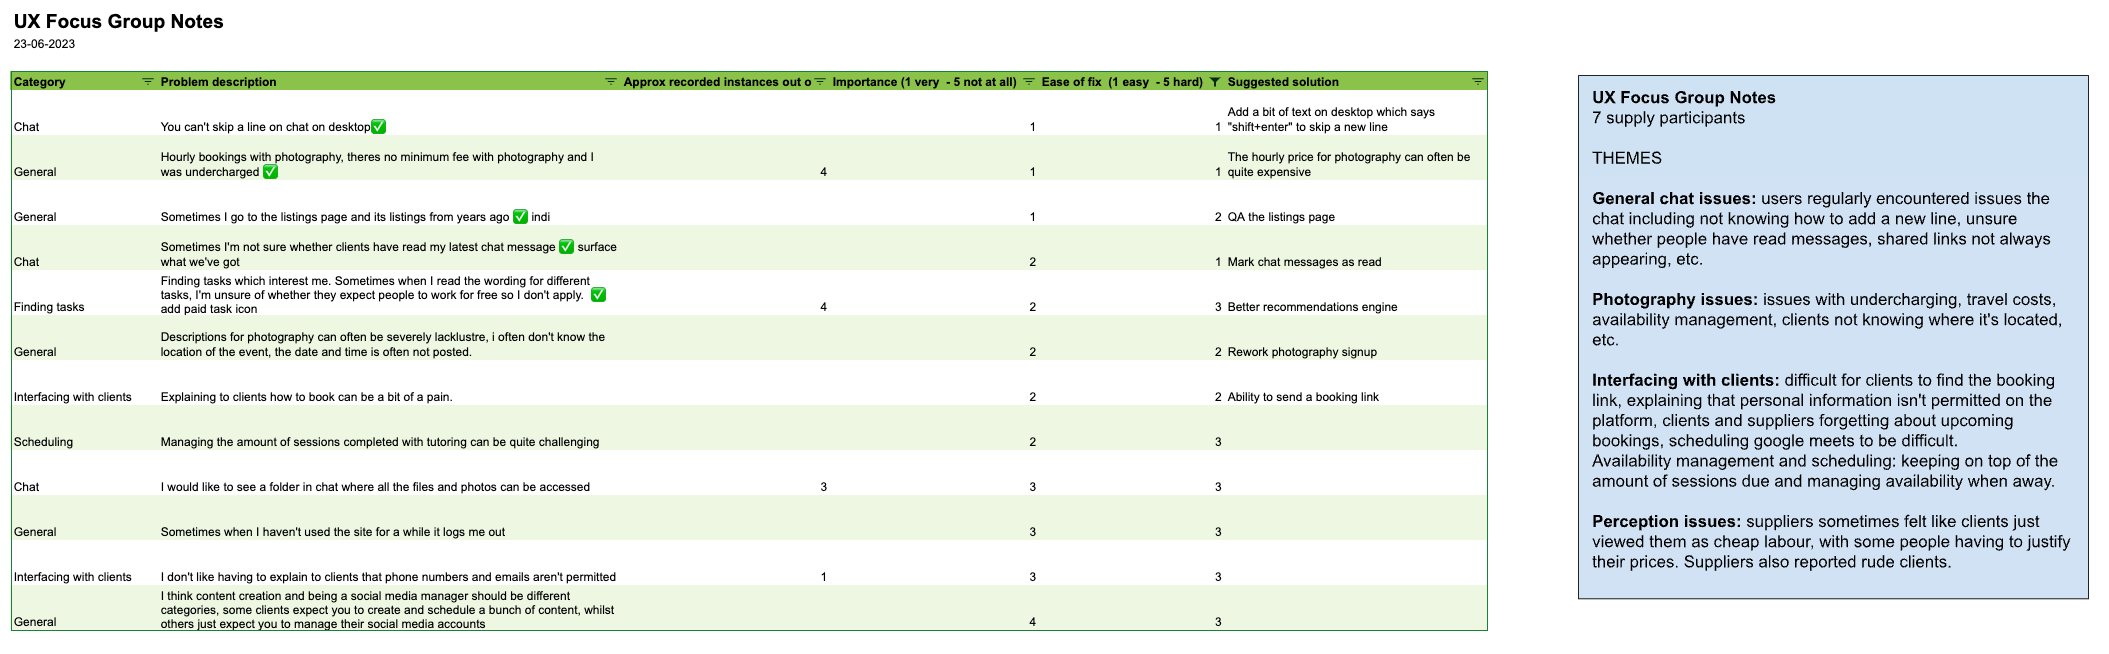 UX Focus Group Notes
23-06-2023
Category Problem description Approx recorded instances out o Importance (1 very - 5 not at all) Ease of fix (1 easy - 5 hard) Suggested solution
Chat You can't skip a line on chat on desktop✅ 1 1 Add a bit of text on desktop which says
"shift+enter" to skip a new line
General Hourly bookings with photography, theres no minimum fee with photography and I
was undercharged ✅ 4 1 1 The hourly price for photography can often be
quite expensive
General Sometimes I go to the listings page and its listings from years ago ✅ indi 1 2 QA the listings page
Chat Sometimes I'm not sure whether clients have read my latest chat message ✅ surface
what we've got 2 1 Mark chat messages as read
Finding tasks Finding tasks which interest me. Sometimes when I read the wording for different
tasks, I'm unsure of whether they expect people to work for free so I don't apply. ✅
add paid task icon 4 2 3 Better recommendations engine
General Descriptions for photography can often be severely lacklustre, i often don't know the
location of the event, the date and time is often not posted. 2 2 Rework photography signup
Interfacing with clients Explaining to clients how to book can be a bit of a pain. 2 2 Ability to send a booking link
Scheduling Managing the amount of sessions completed with tutoring can be quite challenging 2 3
Chat I would like to see a folder in chat where all the files and photos can be accessed 3 3 3
General Sometimes when I haven't used the site for a while it logs me out 3 3
Interfacing with clients I don't like having to explain to clients that phone numbers and emails aren't permitted 1 3 3
General I think content creation and being a social media manager should be different
categories, some clients expect you to create and schedule a bunch of content, whilst
others just expect you to manage their social media accounts 4 3
UX Focus Group Notes
7 supply participants
THEMES
General chat issues: users regularly encountered issues the
chat including not knowing how to add a new line, unsure
whether people have read messages, shared links not always
appearing, etc.
Photography issues: issues with undercharging, travel costs,
availability management, clients not knowing where it's located,
etc.
Interfacing with clients: difficult for clients to find the booking
link, explaining that personal information isn't permitted on the
platform, clients and suppliers forgetting about upcoming
bookings, scheduling google meets to be difficult.
Availability management and scheduling: keeping on top of the
amount of sessions due and managing availability when away.
Perception issues: suppliers sometimes felt like clients just
viewed them as cheap labour, with some people having to justify
their prices. Suppliers also reported rude clients.